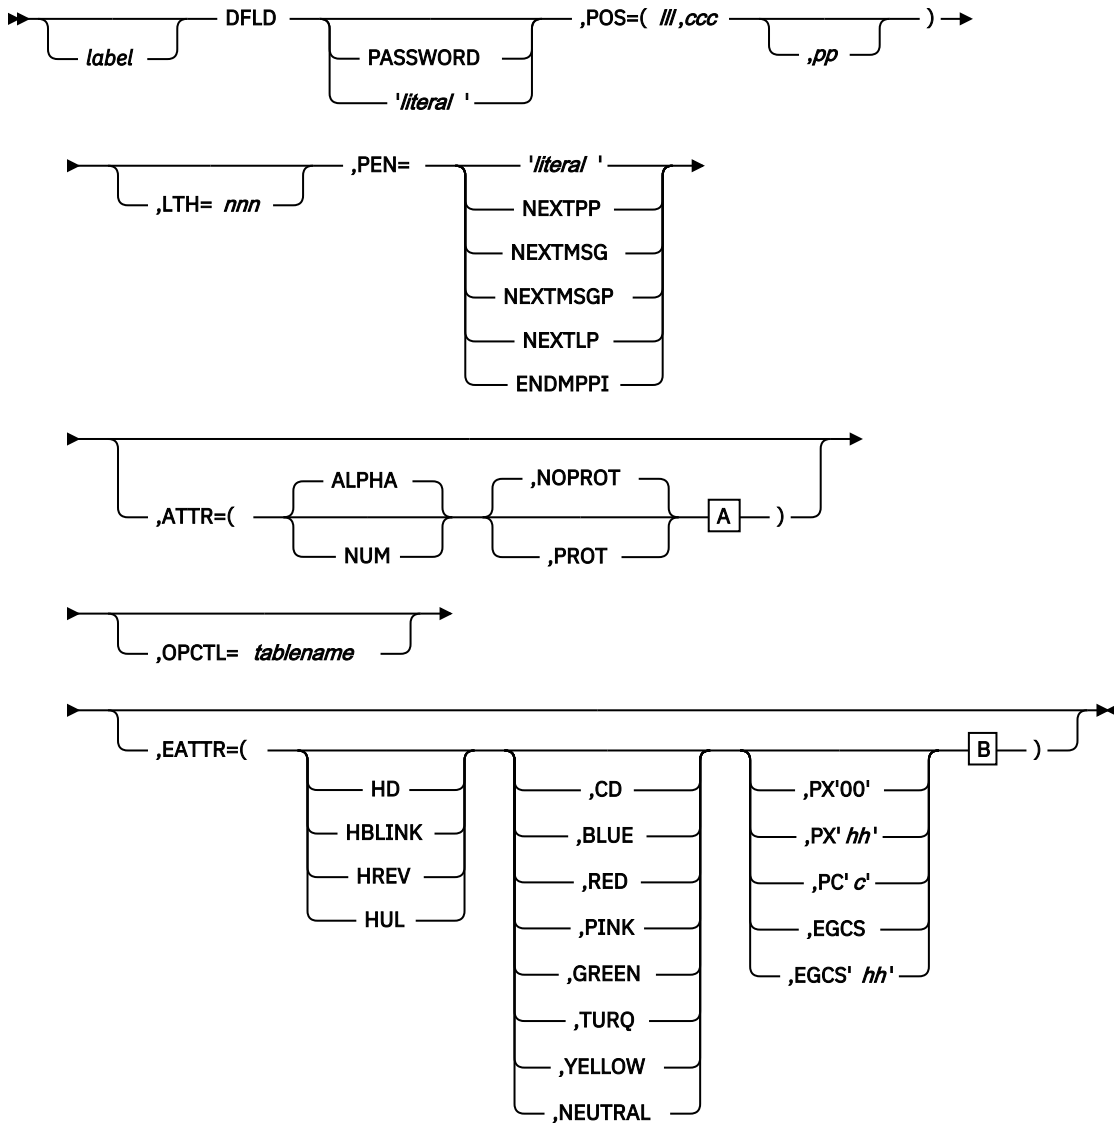 DFLD ,POS=( lll ,ccc )
label PASSWORD ,pp
'literal '
,PEN= 'literal '
,LTH= nnn NEXTPP
NEXTMSG
NEXTMSGP
NEXTLP
ENDMPPI
ALPHA ,NOPROT
,ATTR=( A )
NUM ,PROT
,OPCTL= tablename
,EATTR=( B )
HD ,CD ,PX'00'
HBLINK ,BLUE ,PX' hh'
HREV ,RED ,PC' c'
HUL ,PINK ,EGCS
,GREEN ,EGCS' hh'
,TURQ
,YELLOW
,NEUTRAL